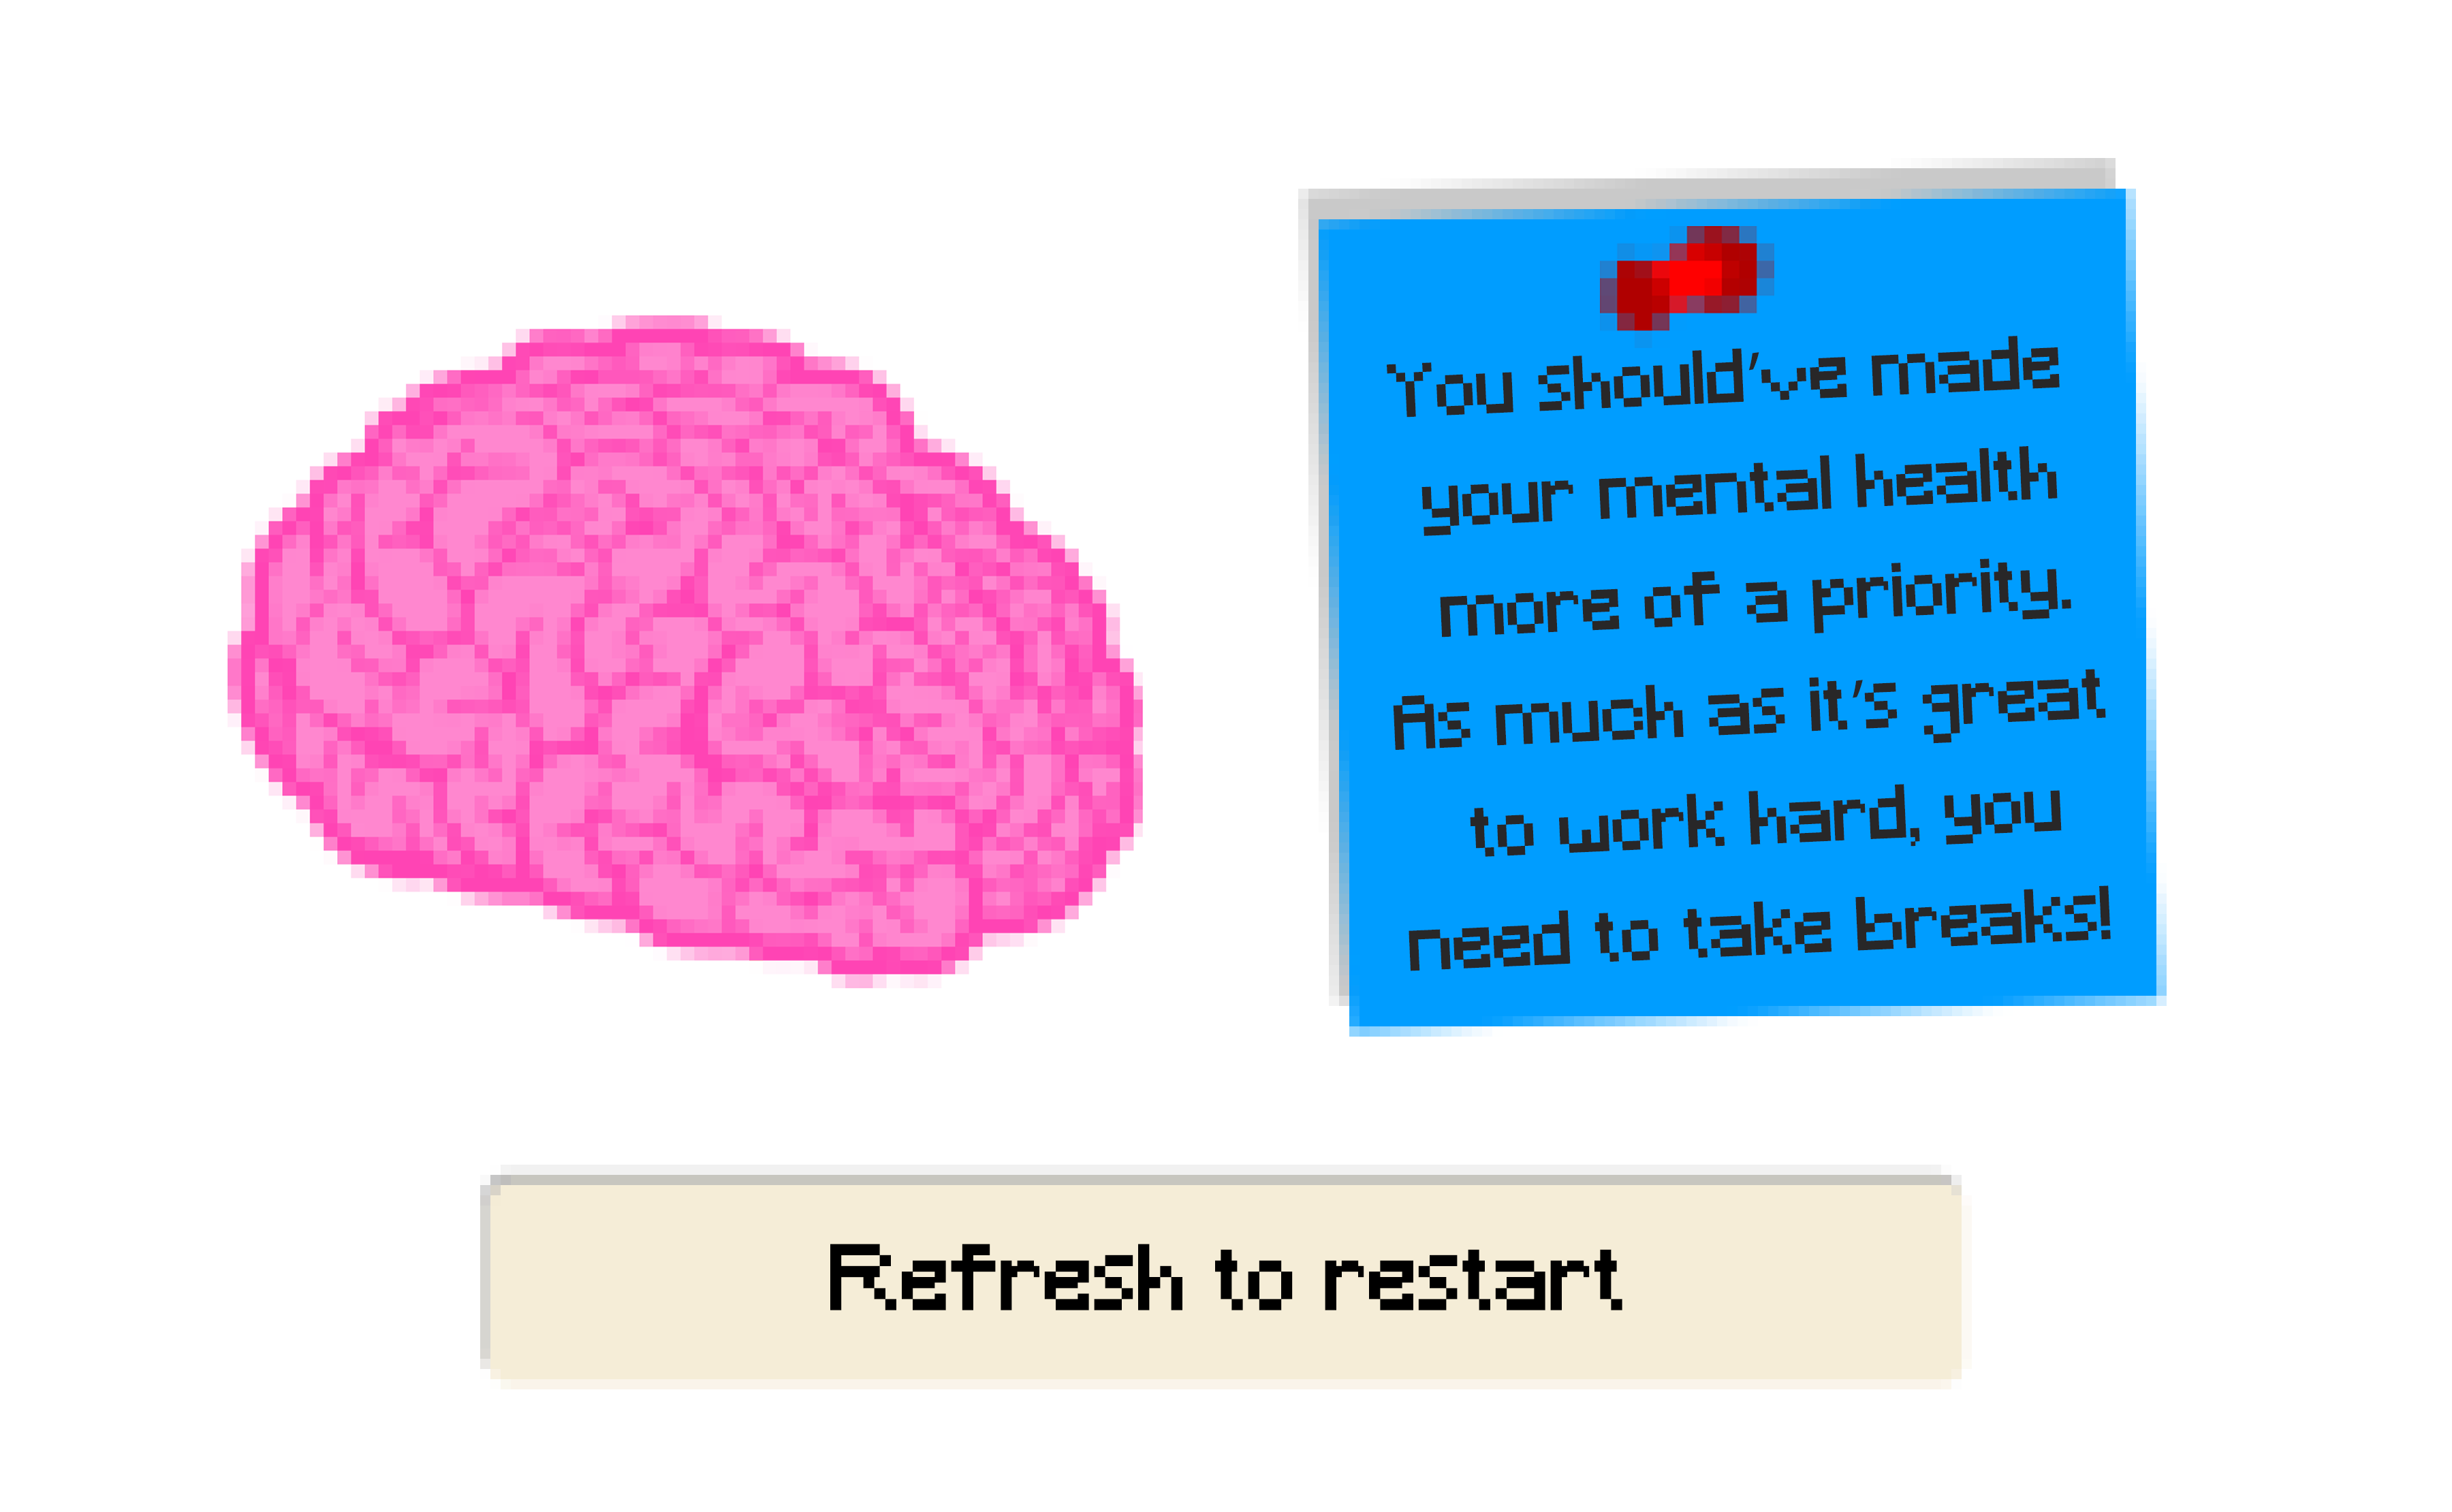 You should've made
your mental health
more of a priority.
As much as it's great
to work hard, you
need to take breaks!
Refresh to restart